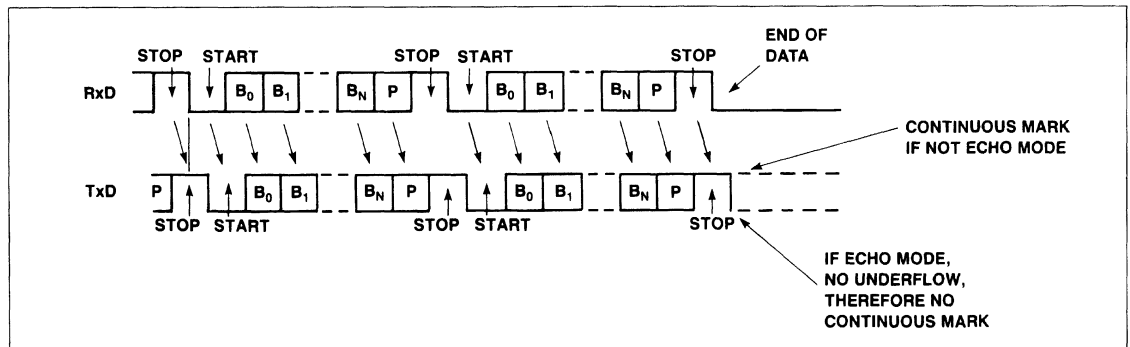 END OF
DATA
STOP START STOP START STOP
RxD B0 B1 BN P B0 B1 BN P
CONTINUOUS MARK
IF NOT ECHO MODE
TxD P B0 B1 BN P B0 B1 BN P
STOP START STOP START STOP
IF ECHO MODE,
NO UNDERFLOW,
THEREFORE NO
CONTINUOUS MARK